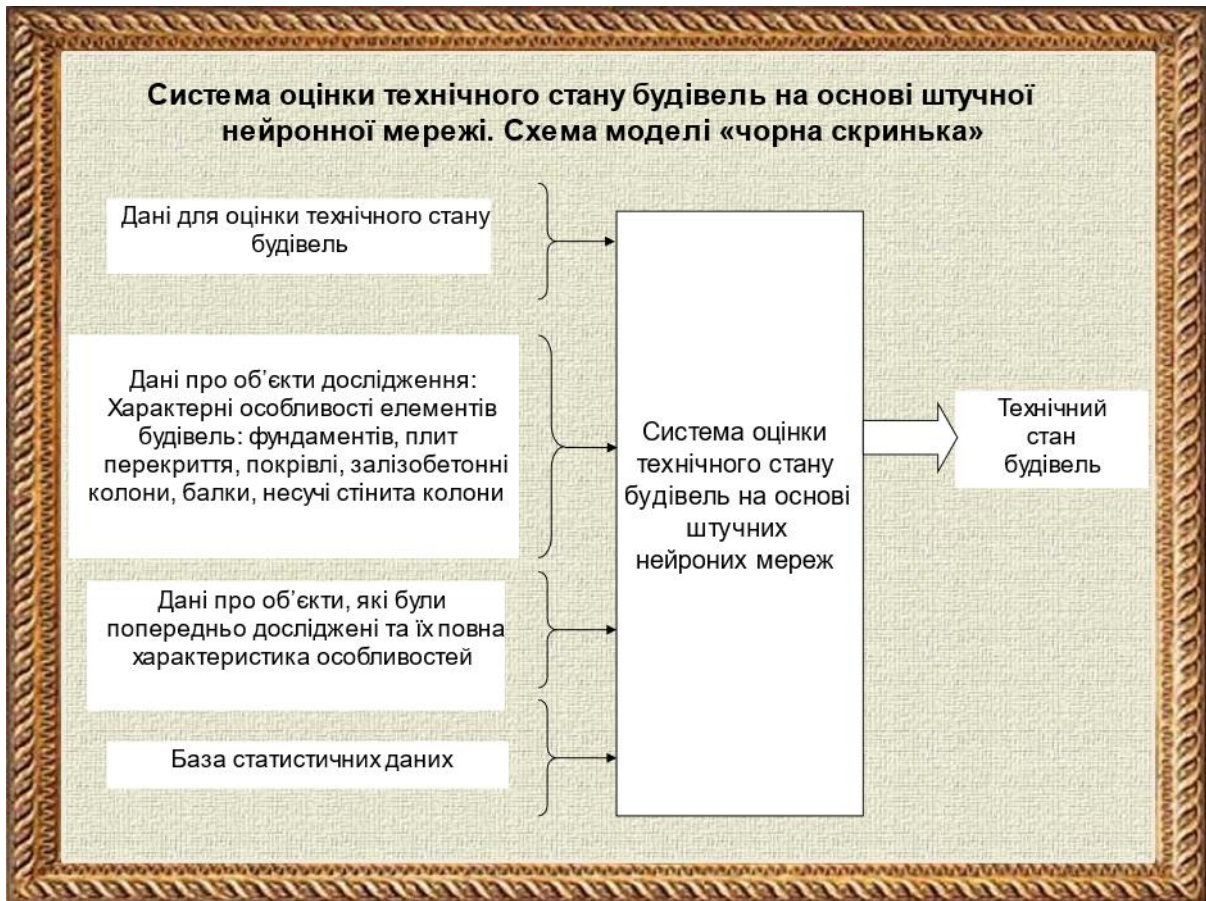 Система оцінки технічного стану будівель на основі штучної
нейронної мережі. Схема моделі «чорна скринька»
Дані для оцінки технічного стану
будівель
Дані про об’єкти дослідження:
Характерні особливості елементів
будівель: фундаментів, плит
перекриття, покрівлі, залізобетонні
колони, балки, несучі стінита колони
Дані про об’єкти, які були
попередньо досліджені та їх повна
характеристика особливостей
База статистичних даних
Система оцінки
технічного стану
будівель на основі
штучних
нейроних мереж
Технічний
стан
будівель